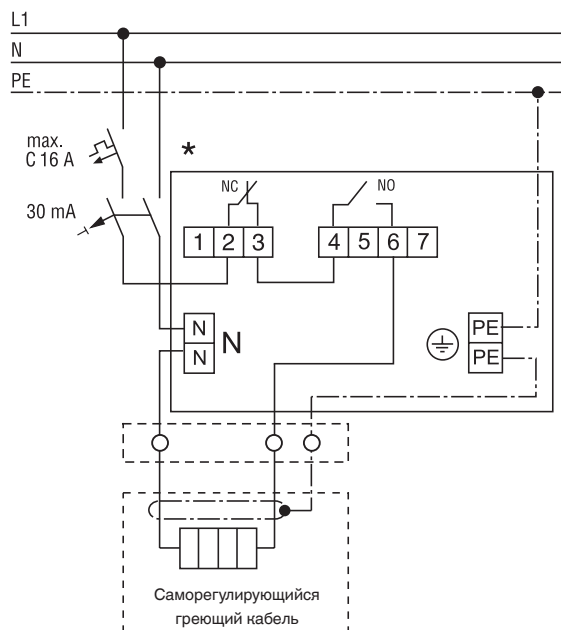 L1
N
PE
max.
C 16 A
*
30 mA
NC
NO
1 2 3
4 5 6 7
N
N
N
PE
PE
Саморегулирующийся
греющий кабель